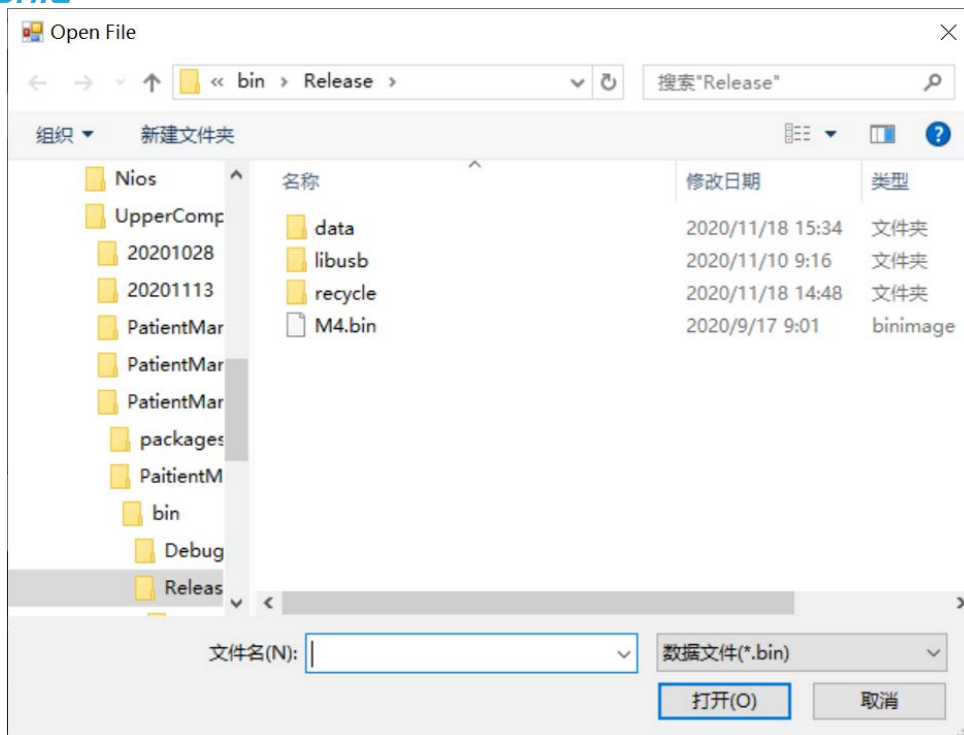 Open File
« bin › Release ›
搜索"Release"
组织
新建文件夹
Nios
UpperComp
20201028
20201113
PatientMar
PatientMar
PatientMar
packages
PaitientM
bin
Debug
Releas
名称 修改日期 类型
data 2020/11/18 15:34 文件夹
libusb 2020/11/10 9:16 文件夹
recycle 2020/11/18 14:48 文件夹
M4.bin 2020/9/17 9:01 binimage
文件名(N):
数据文件(*.bin)
打开(O)
取消